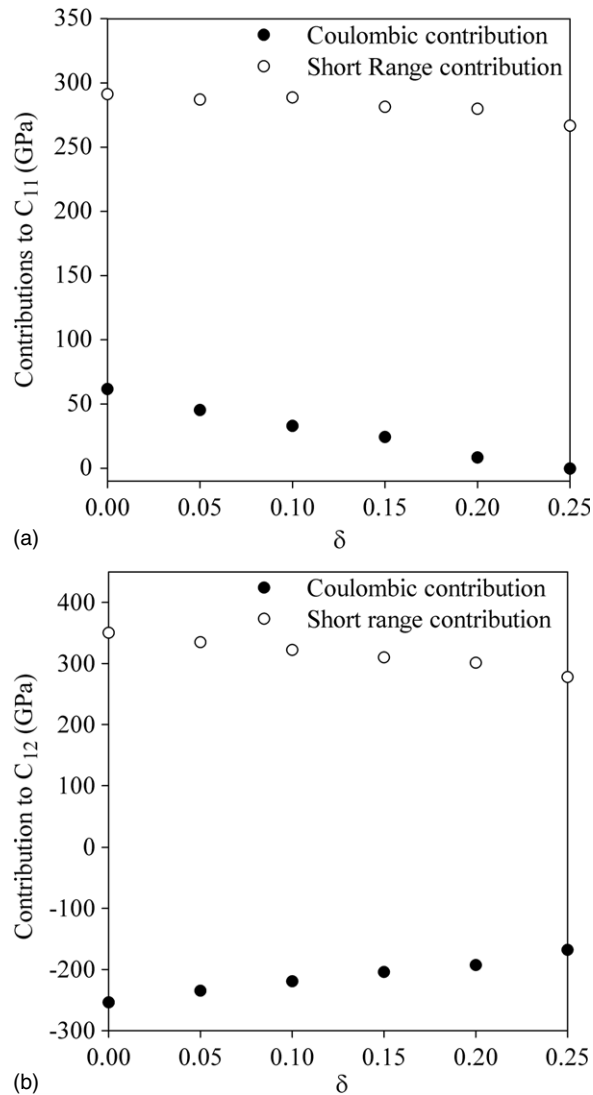 350
Coulombic contribution
300
Short Range contribution
250
200
150
100
50
0
Contributions to C11 (GPa)
0.00 0.05 0.10 0.15 0.20 0.25
(a)
δ
400
Coulombic contribution
Short range contribution
300
200
100
0
-100
-200
-300
Contribution to C12 (GPa)
0.00 0.05 0.10 0.15 0.20 0.25
(b)
δ